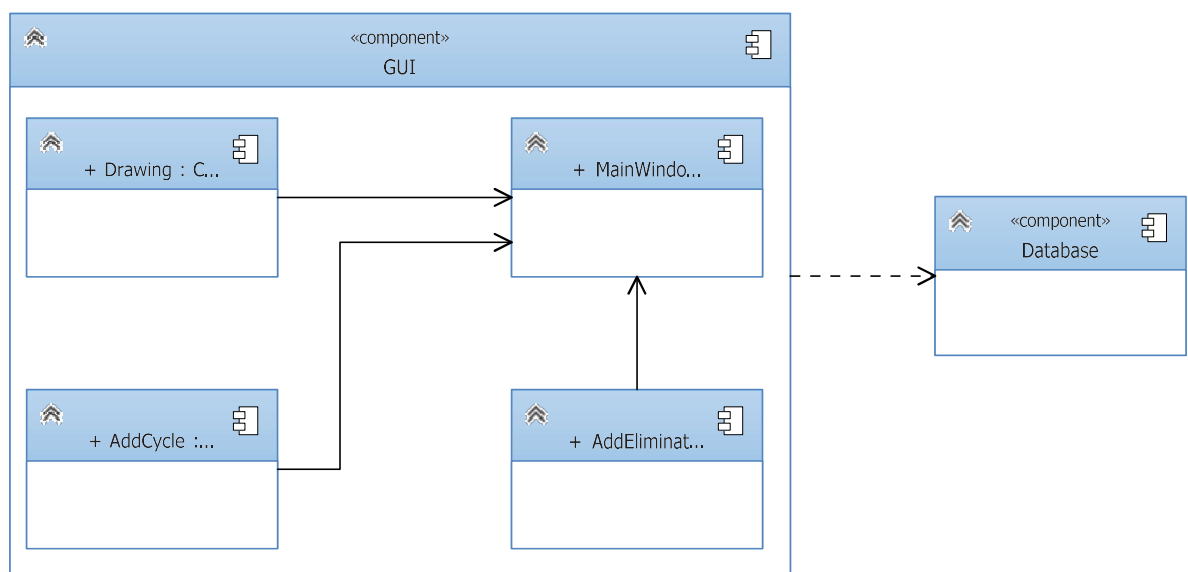 «component»
GUI
+ Drawing : C...
+ MainWindo...
«component»
Database
+ AddCycle :...
+ AddEliminat...